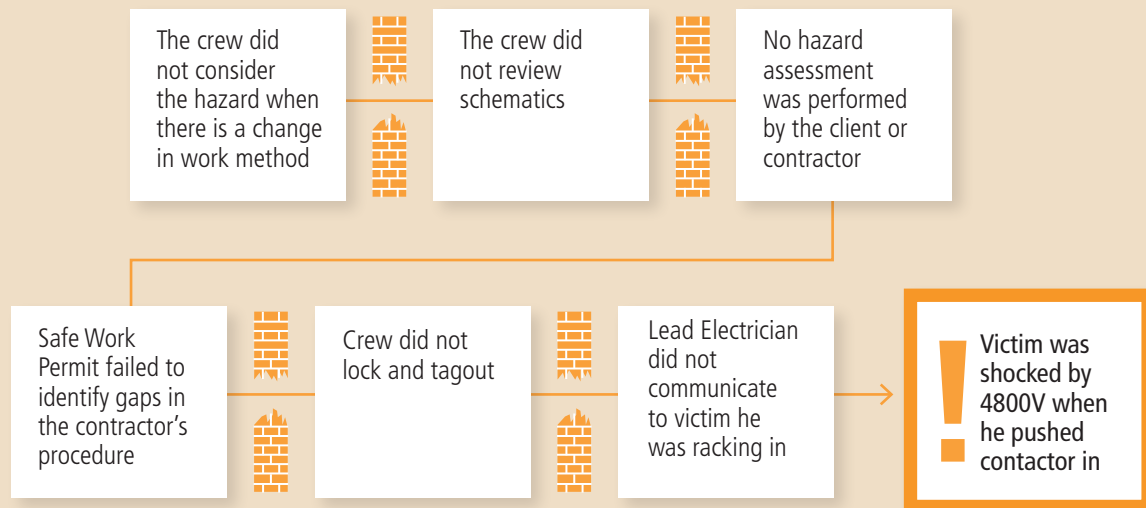 The crew did
not consider
the hazard when
there is a change
in work method
The crew did
not review
schematics
No hazard
assessment
was performed
by the client or
contractor
Safe Work
Permit failed to
identify gaps in
the contractor's
procedure
Crew did not
lock and tagout
Lead Electrician
did not
communicate
to victim he
was racking in
!
Victim was
shocked by
4800V when
he pushed
contactor in